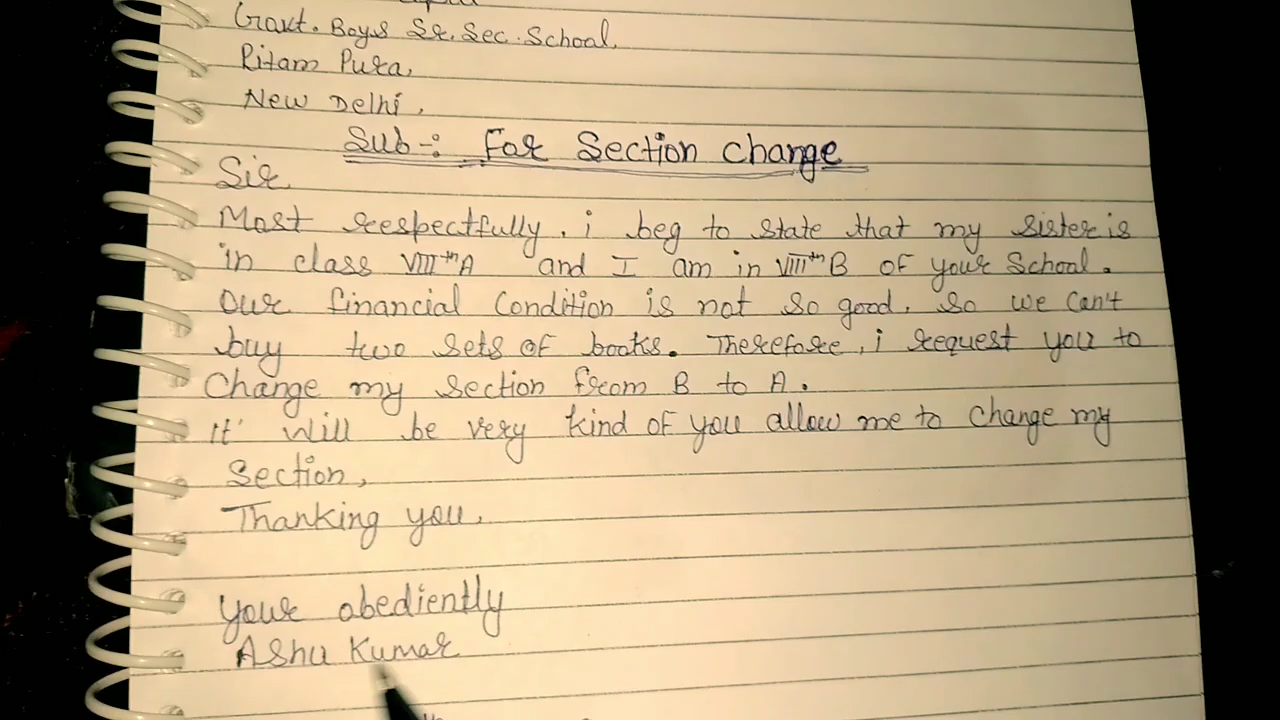 Govt. Boys Sr. Sec. School,
Pitam Pura,
New Delhi,
Sub-: For Section change
Sir
Most respectfully, i beg to state that my sister is
in class VIIIᵗʰA and I am in VIIIᵗʰB of your School.
Our financial Condition is not so good, so we can't
buy two sets of books. Therefore, i request you to
Change my section from B to A.
It will be very kind of you allow me to change my
section,
Thanking you,
Your obediently
Ashu Kumar